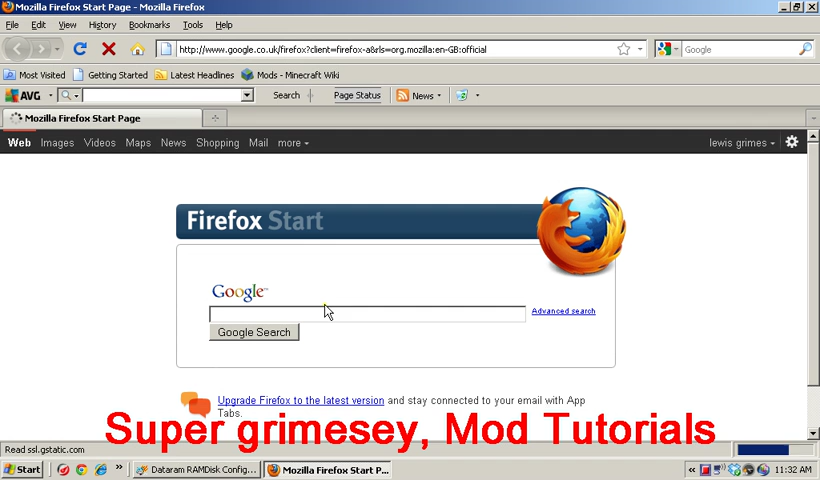 Mozilla Firefox Start Page - Mozilla Firefox
File Edit View History Bookmarks Tools Help
http://www.google.co.uk/firefox?client=firefox-a&rls=org.mozilla:en-GB:official
Google
Most Visited Getting Started Latest Headlines Mods - Minecraft Wiki
AVG Search Page Status News
Mozilla Firefox Start Page
Web Images Videos Maps News Shopping Mail more lewis grimes
Firefox Start
Google™
Advanced search
Google Search
Upgrade Firefox to the latest version and stay connected to your email with App
Tabs.
Super grimesey, Mod Tutorials
Read ssl.gstatic.com
Start » Dataram RAMDisk Config... Mozilla Firefox Start P... « 11:32 AM